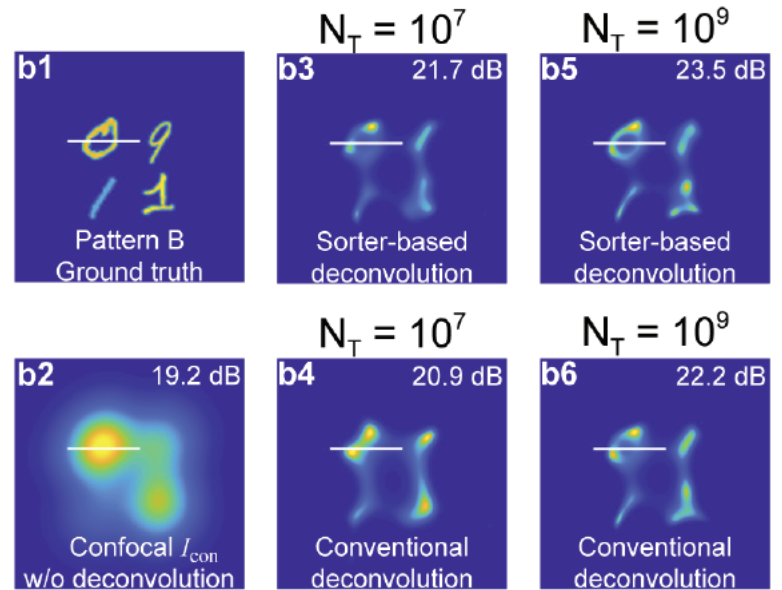 N_T = 10^7
N_T = 10^9
b1
b3 21.7 dB
b5 23.5 dB
0 9
/ 1
Pattern B
Ground truth
Sorter-based
deconvolution
Sorter-based
deconvolution
N_T = 10^7
N_T = 10^9
b2 19.2 dB
b4 20.9 dB
b6 22.2 dB
Confocal I_con
w/o deconvolution
Conventional
deconvolution
Conventional
deconvolution